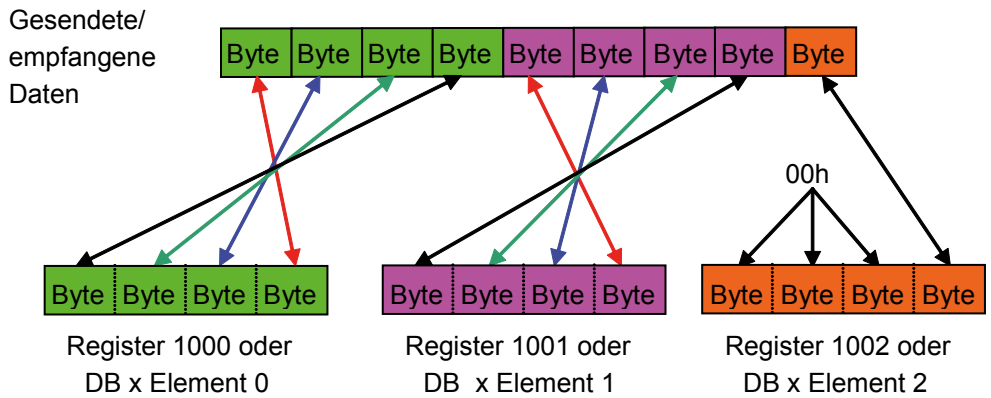 Gesendete/
empfangene
Daten
Byte Byte Byte Byte Byte Byte Byte Byte Byte
00h
Byte Byte Byte Byte
Byte Byte Byte Byte
Byte Byte Byte Byte
Register 1000 oder
DB x Element 0
Register 1001 oder
DB x Element 1
Register 1002 oder
DB x Element 2